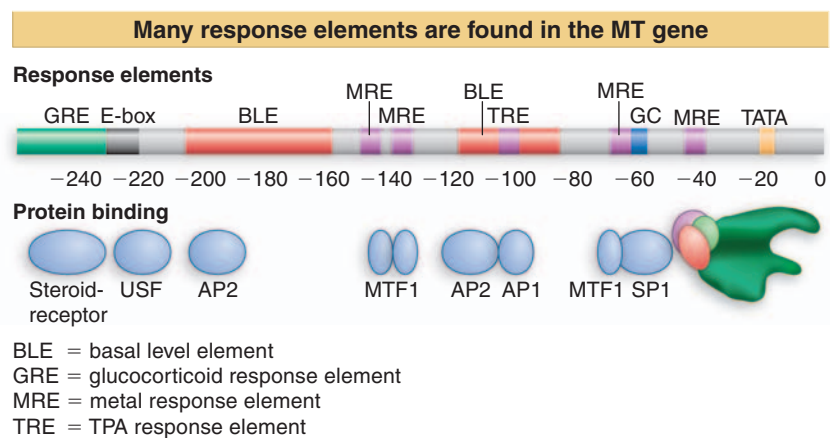 Many response elements are found in the MT gene
Response elements
MRE BLE MRE
GRE E-box BLE MRE TRE GC MRE TATA
−240 −220 −200 −180 −160 −140 −120 −100 −80 −60 −40 −20 0
Protein binding
Steroid- USF AP2 MTF1 AP2 AP1 MTF1 SP1
receptor
BLE = basal level element
GRE = glucocorticoid response element
MRE = metal response element
TRE = TPA response element